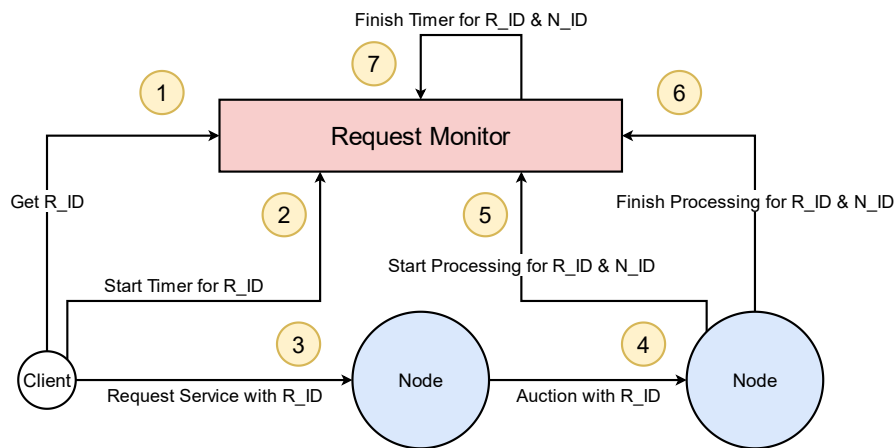 Finish Timer for R_ID & N_ID
7
1
6
Request Monitor
Get R_ID
2
5
Finish Processing for R_ID & N_ID
Start Processing for R_ID & N_ID
Start Timer for R_ID
3
4
Client
Node
Node
Request Service with R_ID
Auction with R_ID